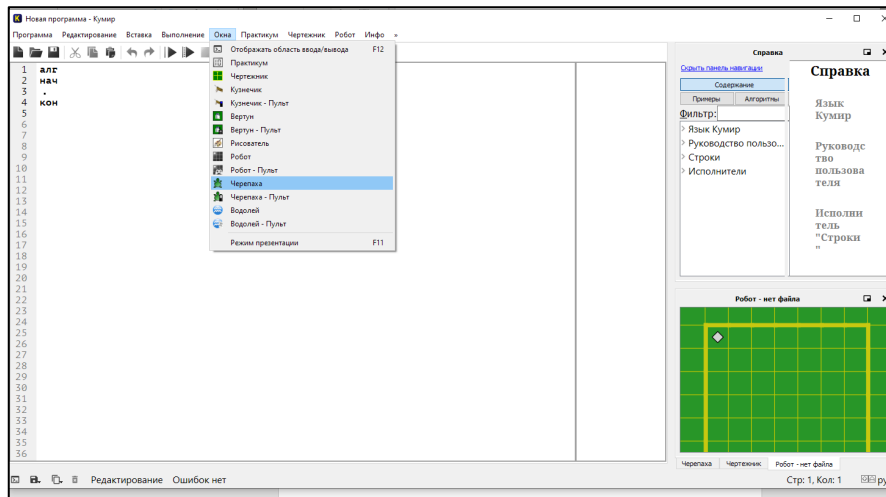 Новая программа - Кумир
Программа Редактирование Вставка Выполнение Окна Практикум Чертежник Робот Инфо »
Отображать область ввода/вывода F12
Практикум
Чертежник
Кузнечик
Кузнечик - Пульт
Вертун
Вертун - Пульт
Рисователь
Робот
Робот - Пульт
Черепаха
Черепаха - Пульт
Водолей
Водолей - Пульт
Режим презентации F11
1 алг
2 нач
3 .
4 кон
5
6
7
8
9
10
11
12
13
14
15
16
17
18
19
20
21
22
23
24
25
26
27
28
29
30
31
32
33
34
35
36
Справка
Скрыть панель навигации
Содержание
Примеры Алгоритмы
Фильтр:
Язык Кумир
Руководство пользо...
Строки
Исполнители
Справка
Язык
Кумир
Руководс
тво
пользова
теля
Исполни
тель
"Строки
"
Робот - нет файла
Черепаха Чертежник Робот - нет файла
Редактирование Ошибок нет
Стр: 1, Кол: 1 ру